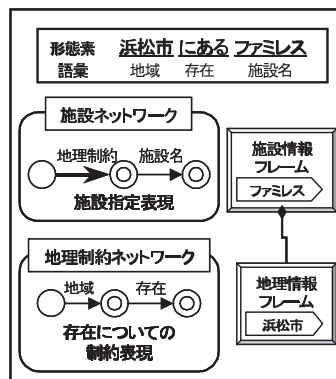 形態素 浜松市 にある ファミレス
語彙 地域 存在 施設名
施設ネットワーク
地理制約 施設名
施設指定表現
施設情報
フレーム
ファミレス
地理制約ネットワーク
地域 存在
存在についての
制約表現
地理情報
フレーム
浜松市